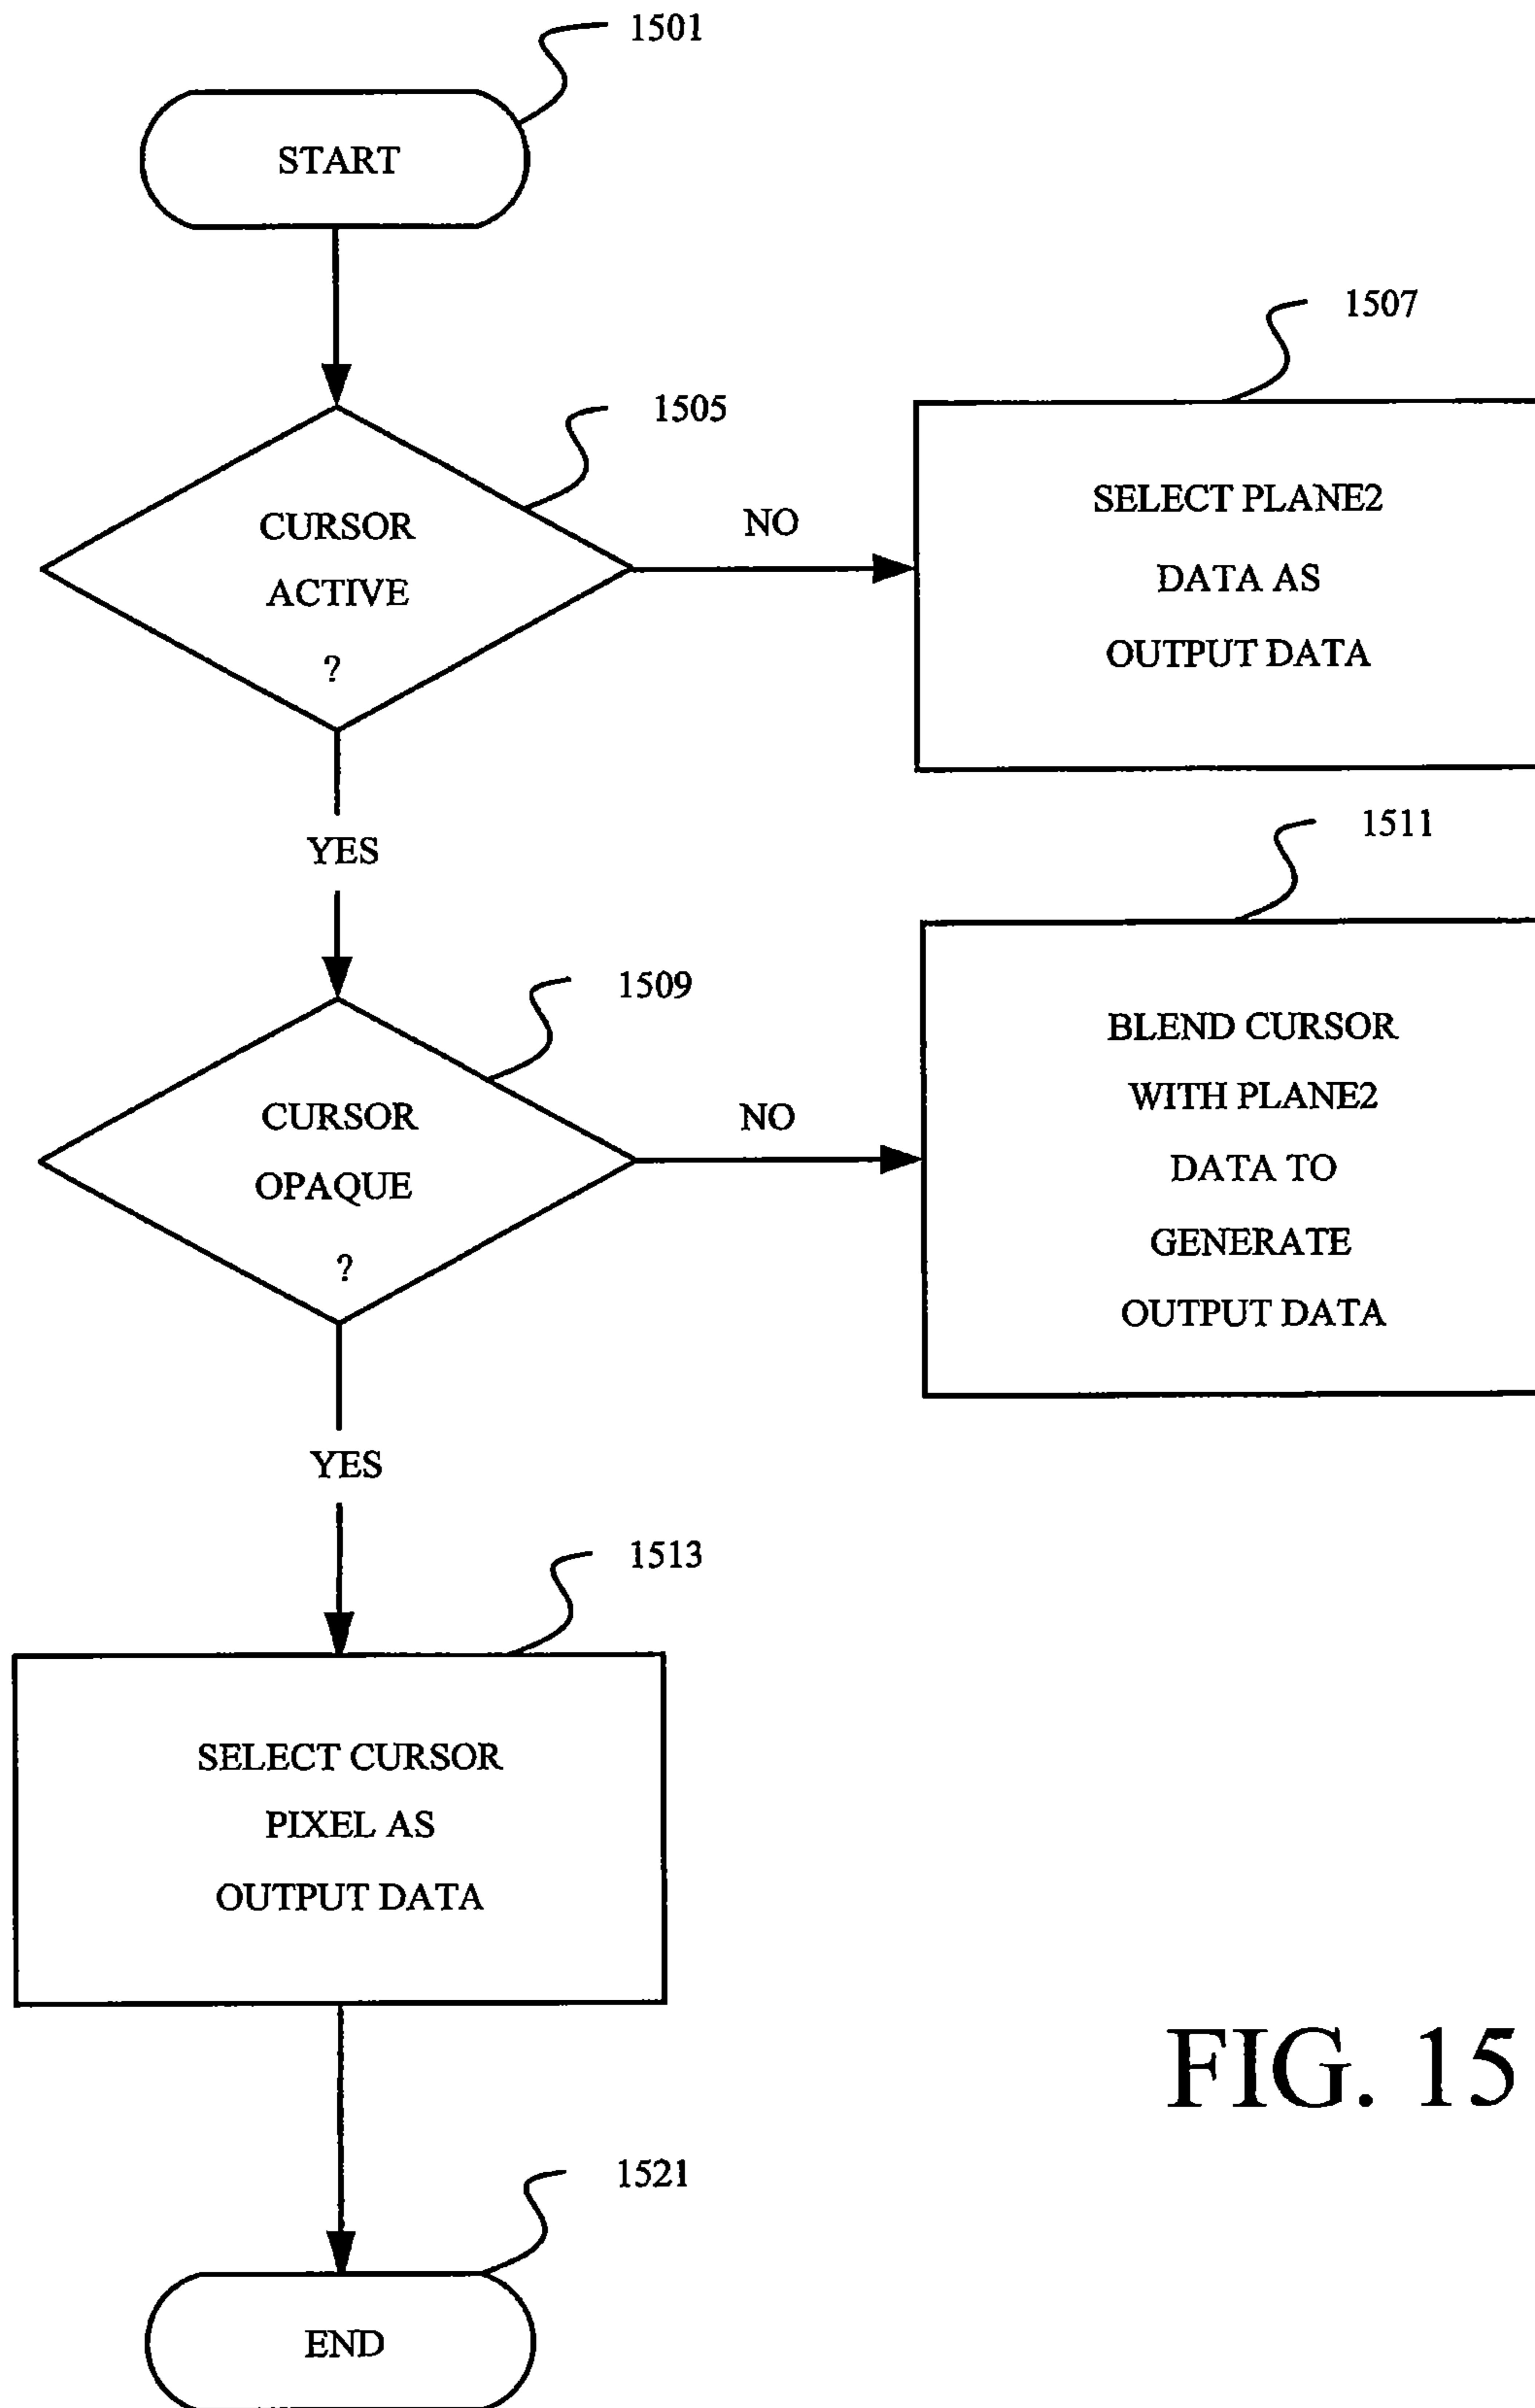 1501
START
1507
1505
CURSOR
ACTIVE
?
NO
SELECT PLANE2
DATA AS
OUTPUT DATA
YES
1511
1509
CURSOR
OPAQUE
?
NO
BLEND CURSOR
WITH PLANE2
DATA TO
GENERATE
OUTPUT DATA
YES
1513
SELECT CURSOR
PIXEL AS
OUTPUT DATA
FIG. 15
1521
END